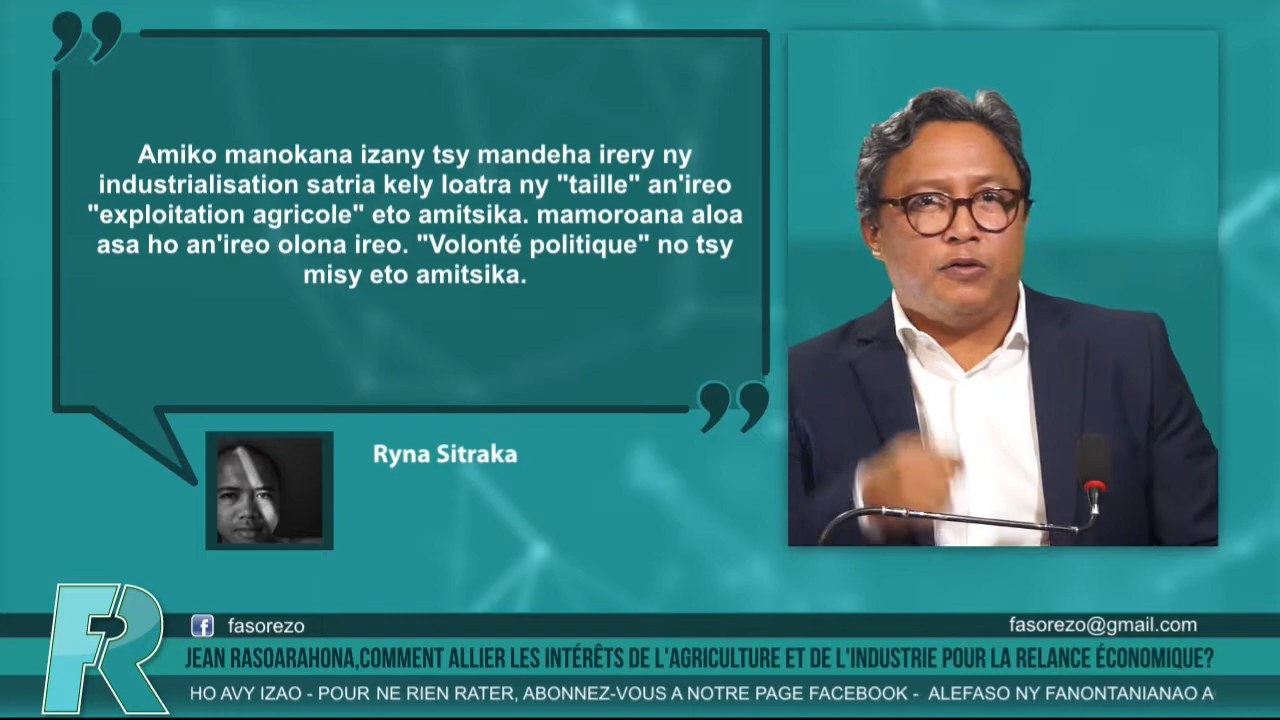 Amiko manokana izany tsy mandeha irery ny
industrialisation satria kely loatra ny "taille" an'ireo
"exploitation agricole" eto amitsika. mamoroana aloa
asa ho an'ireo olona ireo. "Volonté politique" no tsy
misy eto amitsika.
Ryna Sitraka
FR
fasorezo
fasorezo@gmail.com
JEAN RASOARAHONA,COMMENT ALLIER LES INTÉRÊTS DE L'AGRICULTURE ET DE L'INDUSTRIE POUR LA RELANCE ÉCONOMIQUE?
HO AVY IZAO - POUR NE RIEN RATER, ABONNEZ-VOUS A NOTRE PAGE FACEBOOK - ALEFASO NY FANONTANIANAO A